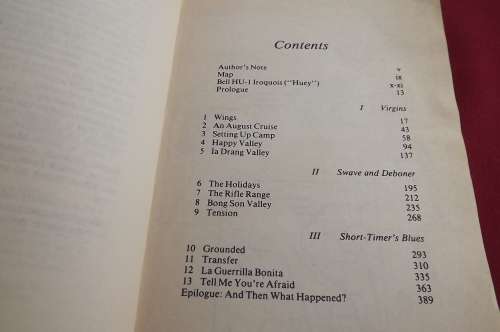 Contents
Author's Note v
Map ix
Bell HU-1 Iroquois ("Huey") x-xi
Prologue 13
I Virgins
1 Wings 17
2 An August Cruise 43
3 Setting Up Camp 58
4 Happy Valley 94
5 Ia Drang Valley 137
II Swave and Deboner
6 The Holidays 195
7 The Rifle Range 212
8 Bong Son Valley 235
9 Tension 268
III Short-Timer's Blues
10 Grounded 293
11 Transfer 310
12 La Guerrilla Bonita 335
13 Tell Me You're Afraid 363
Epilogue: And Then What Happened? 389